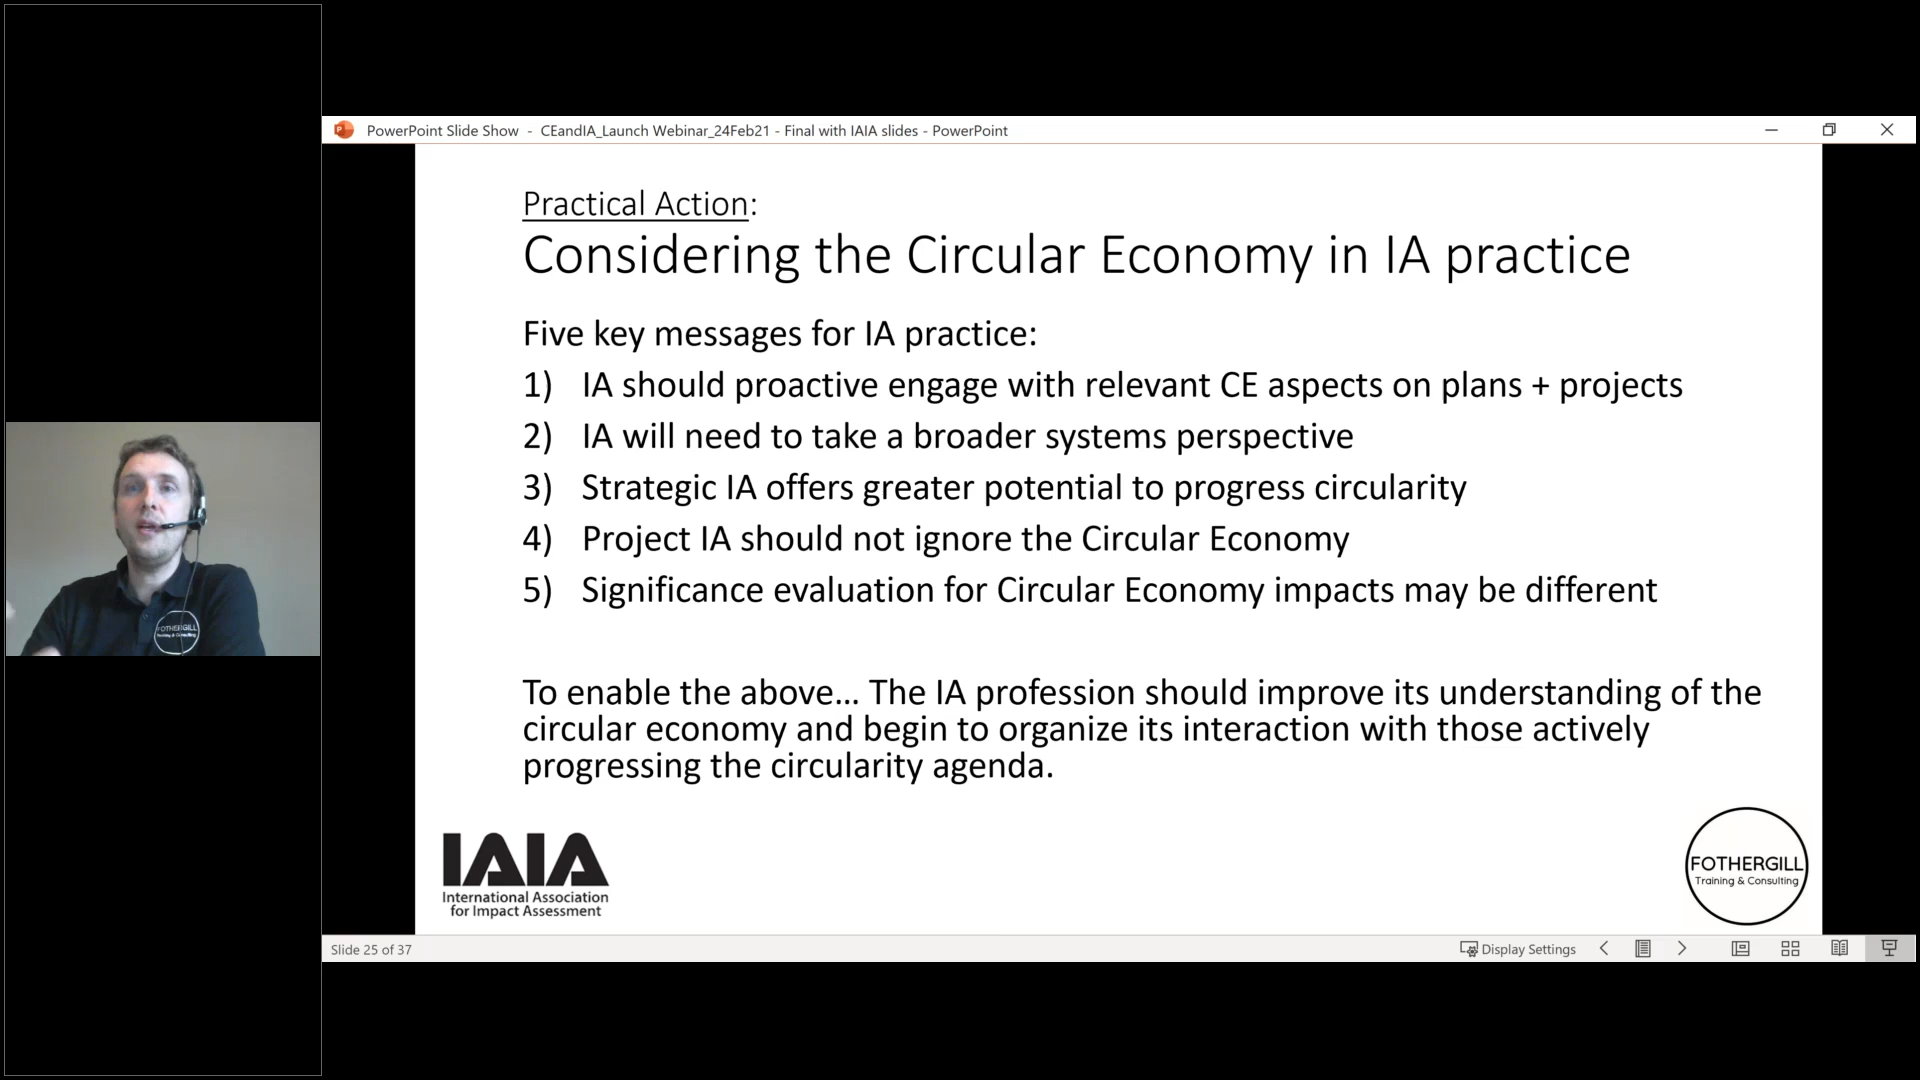 PowerPoint Slide Show - CEandIA_Launch Webinar_24Feb21 - Final with IAIA slides - PowerPoint
Practical Action:
Considering the Circular Economy in IA practice
Five key messages for IA practice:
1) IA should proactive engage with relevant CE aspects on plans + projects
2) IA will need to take a broader systems perspective
3) Strategic IA offers greater potential to progress circularity
4) Project IA should not ignore the Circular Economy
5) Significance evaluation for Circular Economy impacts may be different
To enable the above... The IA profession should improve its understanding of the
circular economy and begin to organize its interaction with those actively
progressing the circularity agenda.
IAIA
International Association
for Impact Assessment
FOTHERGILL
Training & Consulting
Slide 25 of 37
Display Settings
FOTHERGILL
Training & Consulting